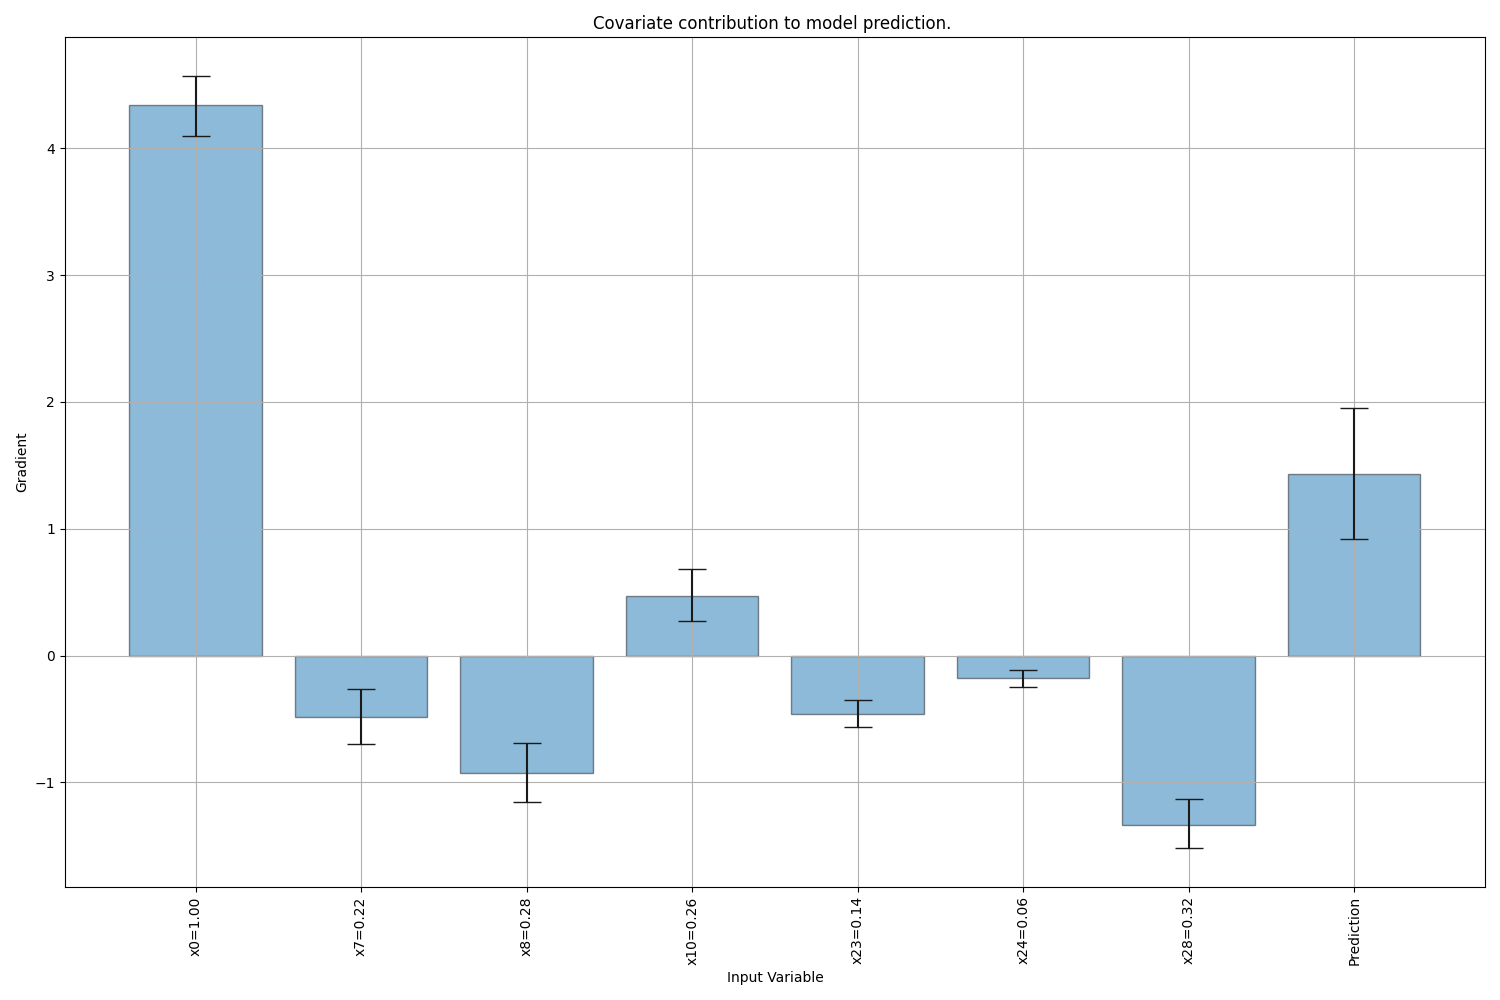 Covariate contribution to model prediction.
Gradient
4
3
2
1
0
−1
x0=1.00
x7=0.22
x8=0.28
x10=0.26
x23=0.14
x24=0.06
x28=0.32
Prediction
Input Variable